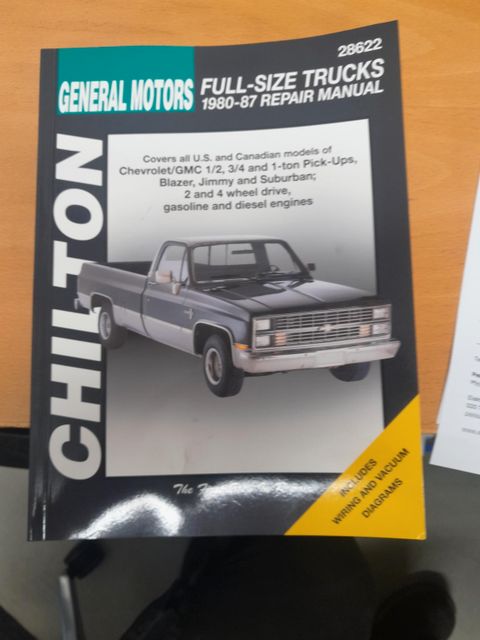 28622
GENERAL MOTORS
FULL-SIZE TRUCKS
1980-87 REPAIR MANUAL
CHILTON
Covers all U.S. and Canadian models of
Chevrolet/GMC 1/2, 3/4 and 1-ton Pick-Ups,
Blazer, Jimmy and Suburban;
2 and 4 wheel drive,
gasoline and diesel engines
The
INCLUDES
WIRING AND VACUUM
DIAGRAMS